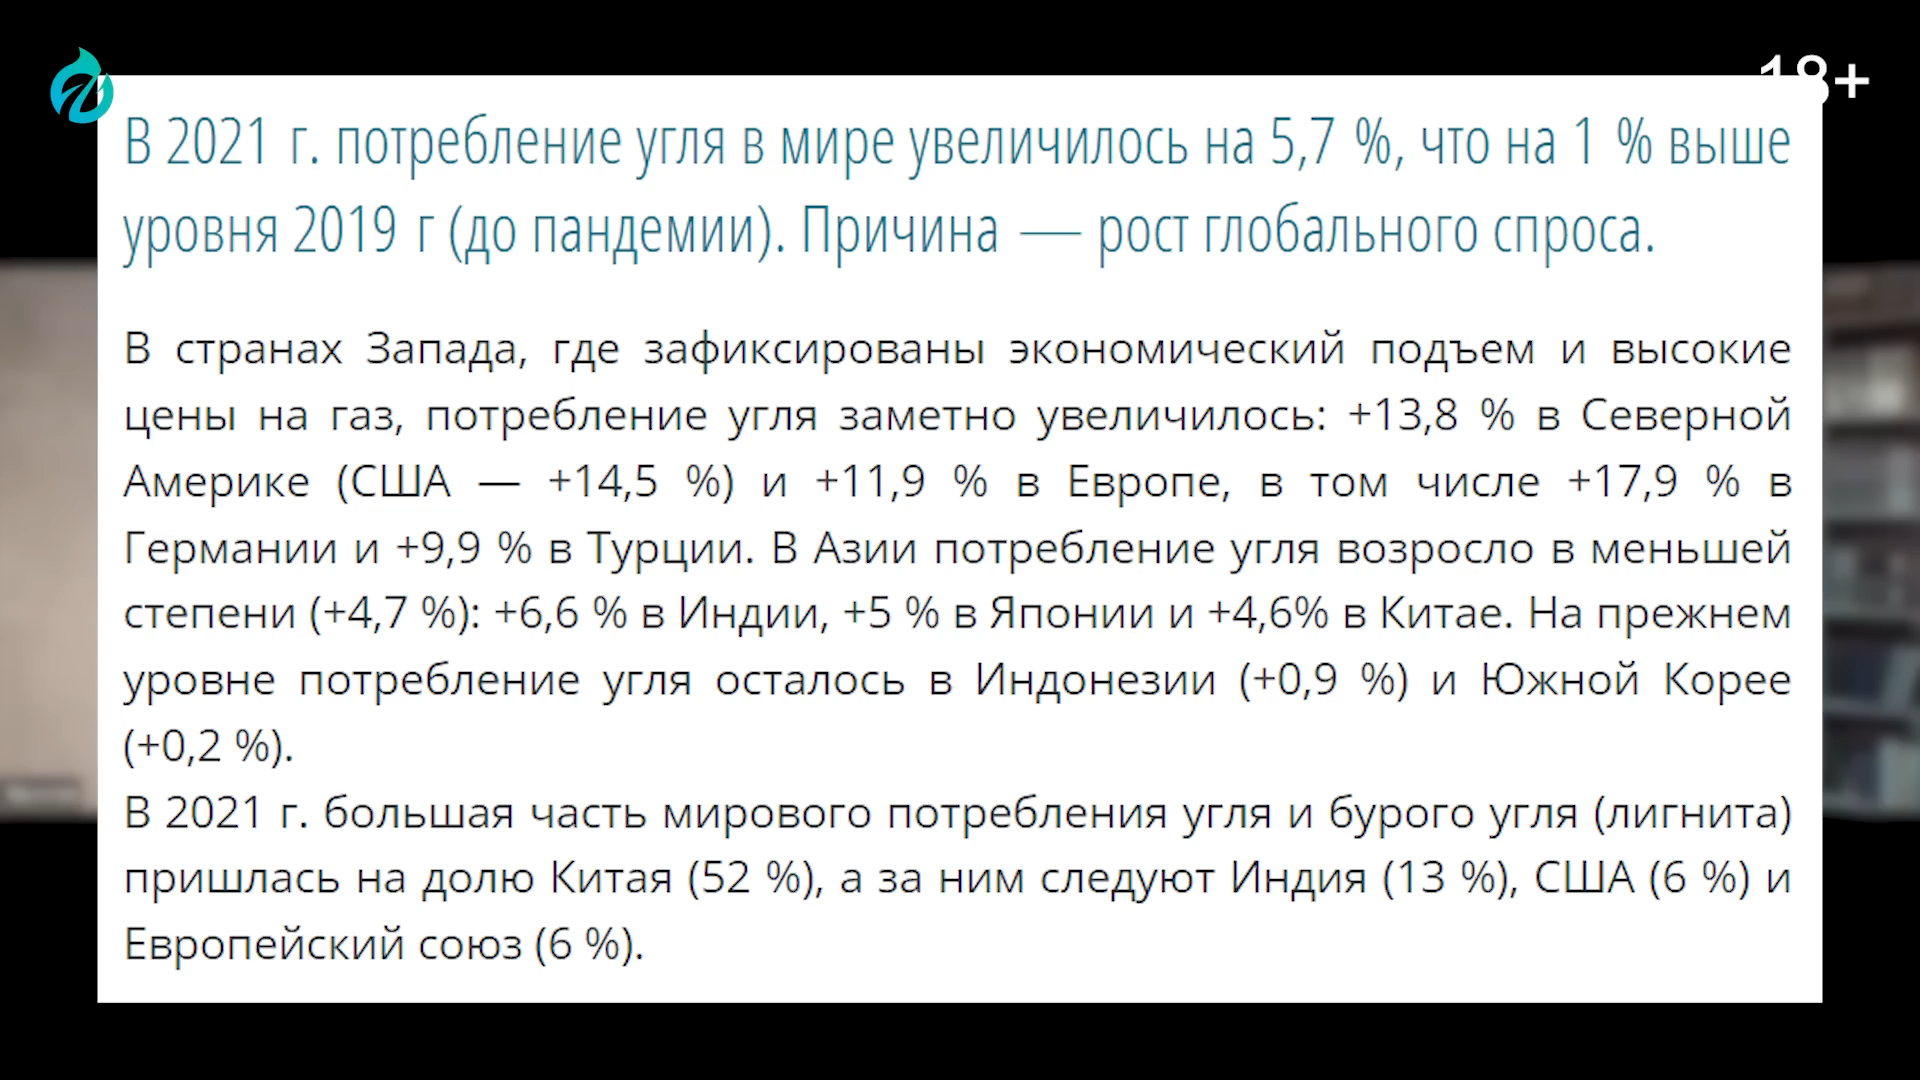 18+
В 2021 г. потребление угля в мире увеличилось на 5,7 %, что на 1 % выше
уровня 2019 г (до пандемии). Причина — рост глобального спроса.
В странах Запада, где зафиксированы экономический подъем и высокие
цены на газ, потребление угля заметно увеличилось: +13,8 % в Северной
Америке (США — +14,5 %) и +11,9 % в Европе, в том числе +17,9 % в
Германии и +9,9 % в Турции. В Азии потребление угля возросло в меньшей
степени (+4,7 %): +6,6 % в Индии, +5 % в Японии и +4,6% в Китае. На прежнем
уровне потребление угля осталось в Индонезии (+0,9 %) и Южной Корее
(+0,2 %).
В 2021 г. большая часть мирового потребления угля и бурого угля (лигнита)
пришлась на долю Китая (52 %), а за ним следуют Индия (13 %), США (6 %) и
Европейский союз (6 %).